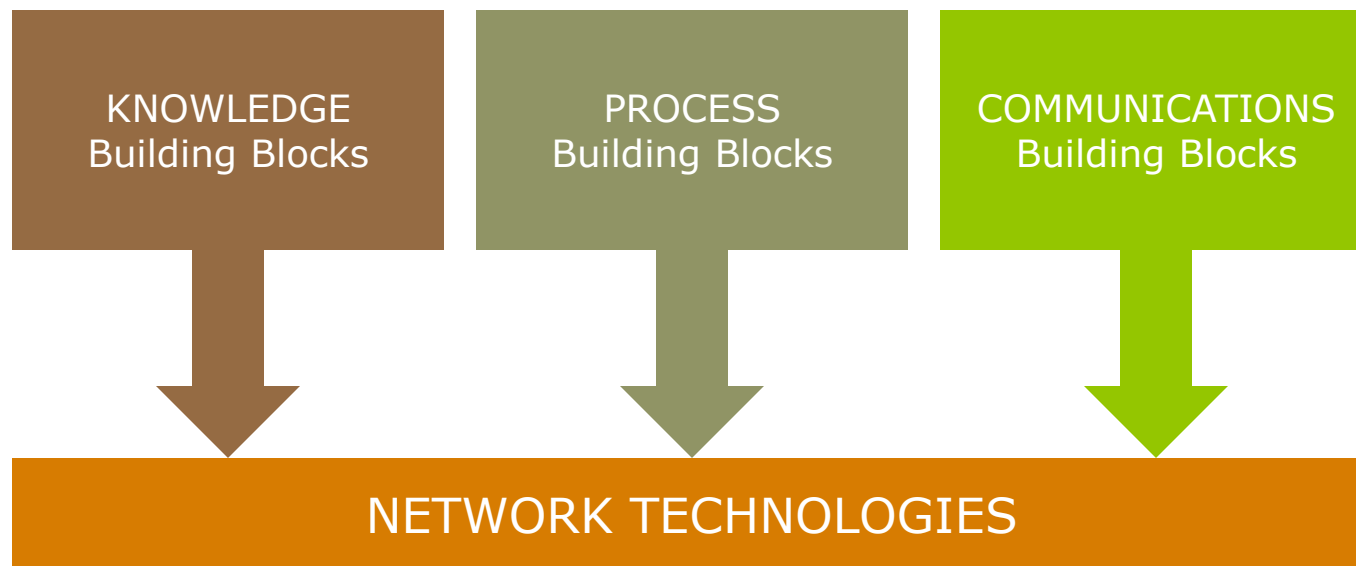 KNOWLEDGE
Building Blocks
PROCESS
Building Blocks
COMMUNICATIONS
Building Blocks
NETWORK TECHNOLOGIES